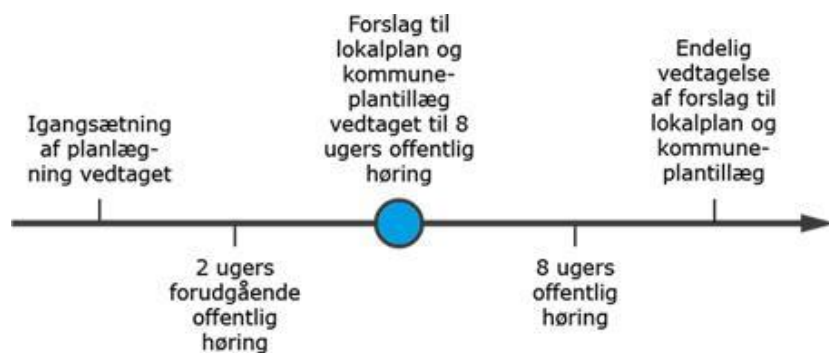 Igangsætning
af planlæg-
ning vedtaget
2 ugers
forudgående
offentlig
høring
Forslag til
lokalplan og
kommune-
plantillæg
vedtaget til 8
ugers offentlig
høring
8 ugers
offentlig
høring
Endelig
vedtagelse
af forslag til
lokalplan og
kommune-
plantillæg